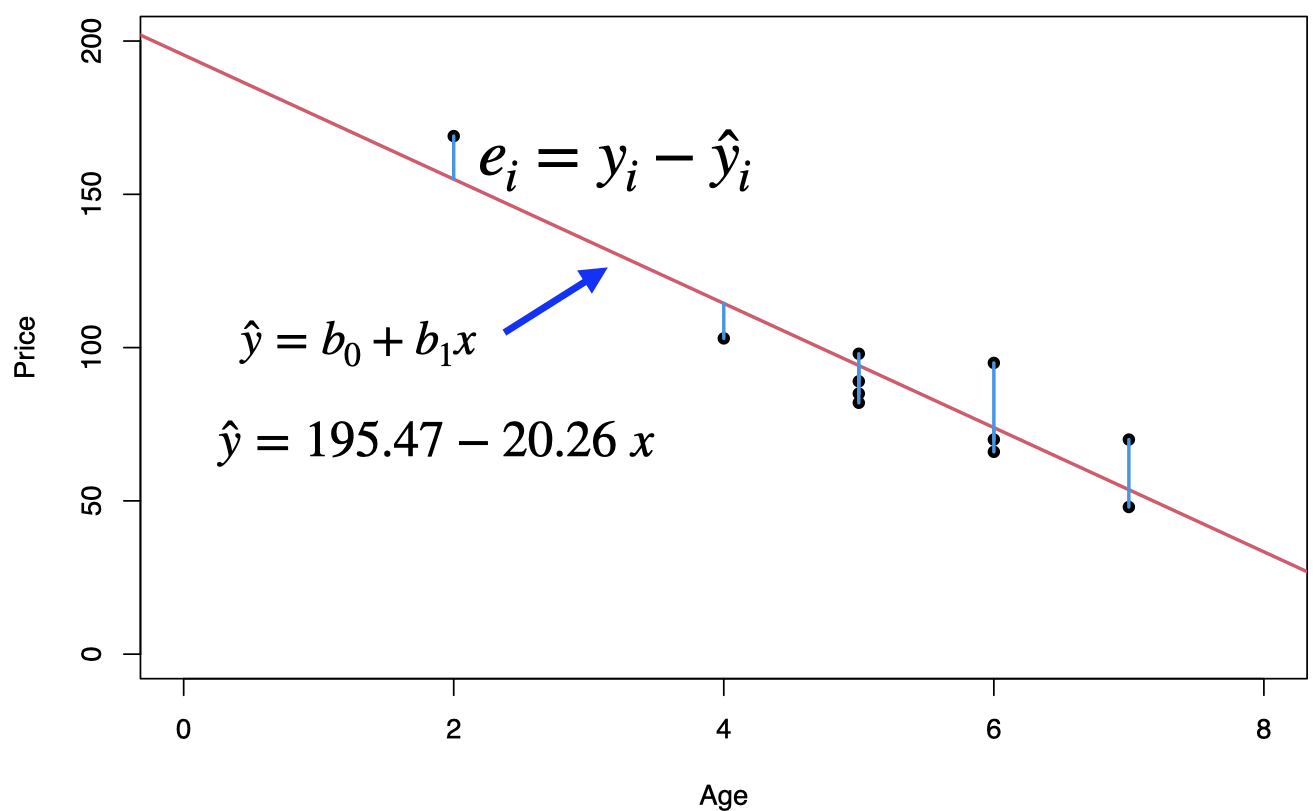 200
150
100
50
0
Price
eᵢ = yᵢ − ŷᵢ
ŷ = b₀ + b₁x
ŷ = 195.47 − 20.26 x
0 2 4 6 8
Age